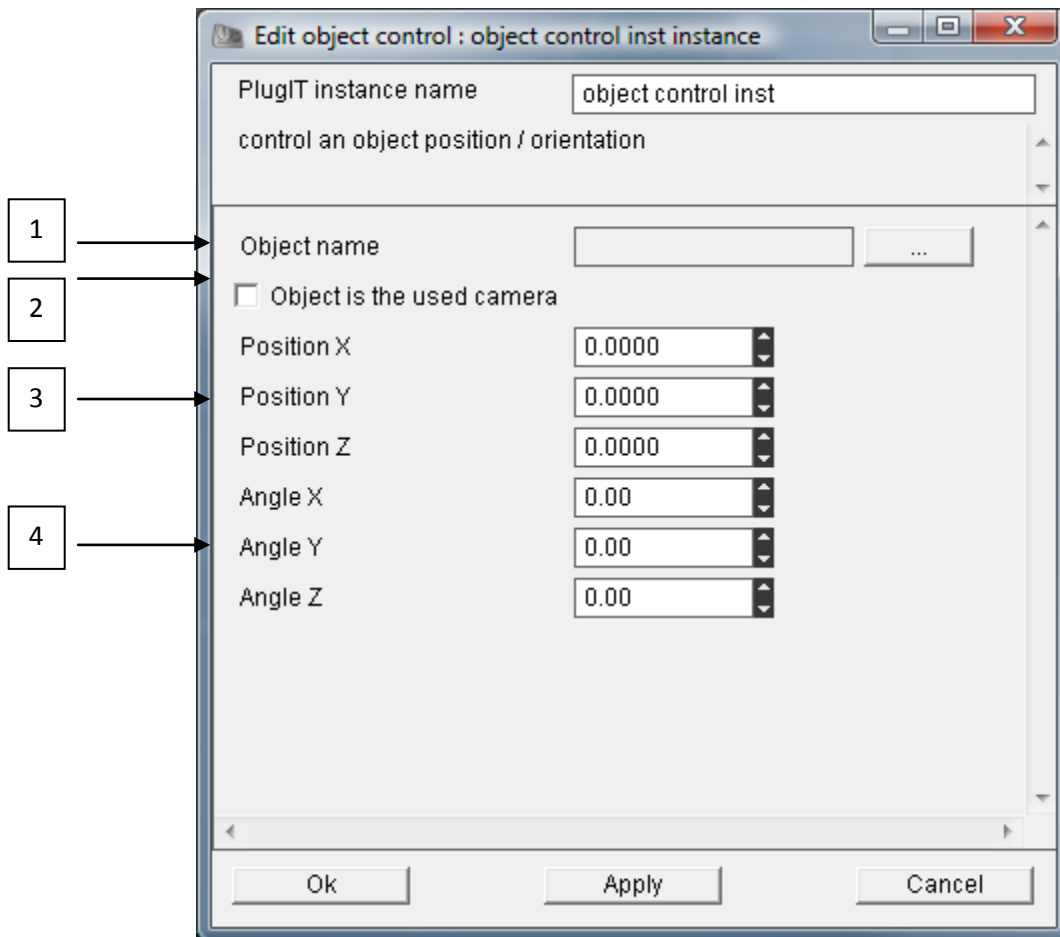 Edit object control : object control inst instance
PlugIT instance name object control inst
control an object position / orientation
1
Object name ...
2
Object is the used camera
Position X 0.0000
3
Position Y 0.0000
Position Z 0.0000
Angle X 0.00
4
Angle Y 0.00
Angle Z 0.00
Ok Apply Cancel